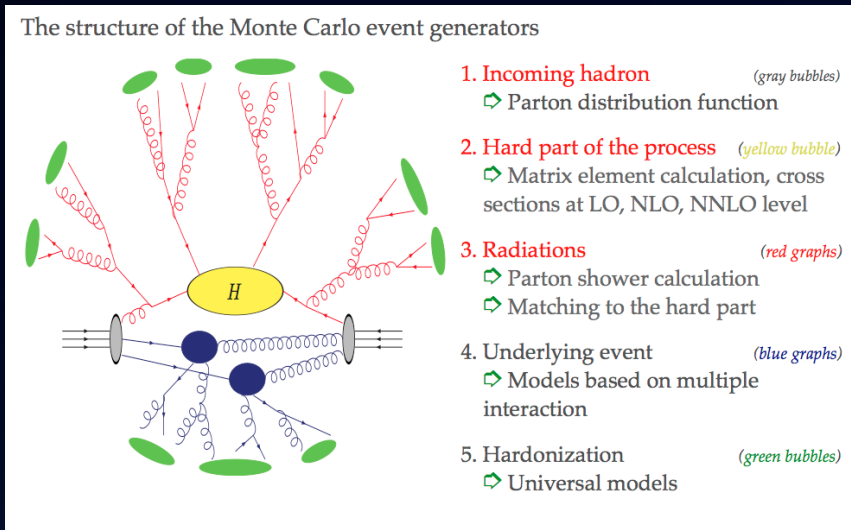 The structure of the Monte Carlo event generators
H
1. Incoming hadron (gray bubbles)
➪ Parton distribution function
2. Hard part of the process (yellow bubble)
➪ Matrix element calculation, cross
sections at LO, NLO, NNLO level
3. Radiations (red graphs)
➪ Parton shower calculation
➪ Matching to the hard part
4. Underlying event (blue graphs)
➪ Models based on multiple
interaction
5. Hardonization (green bubbles)
➪ Universal models